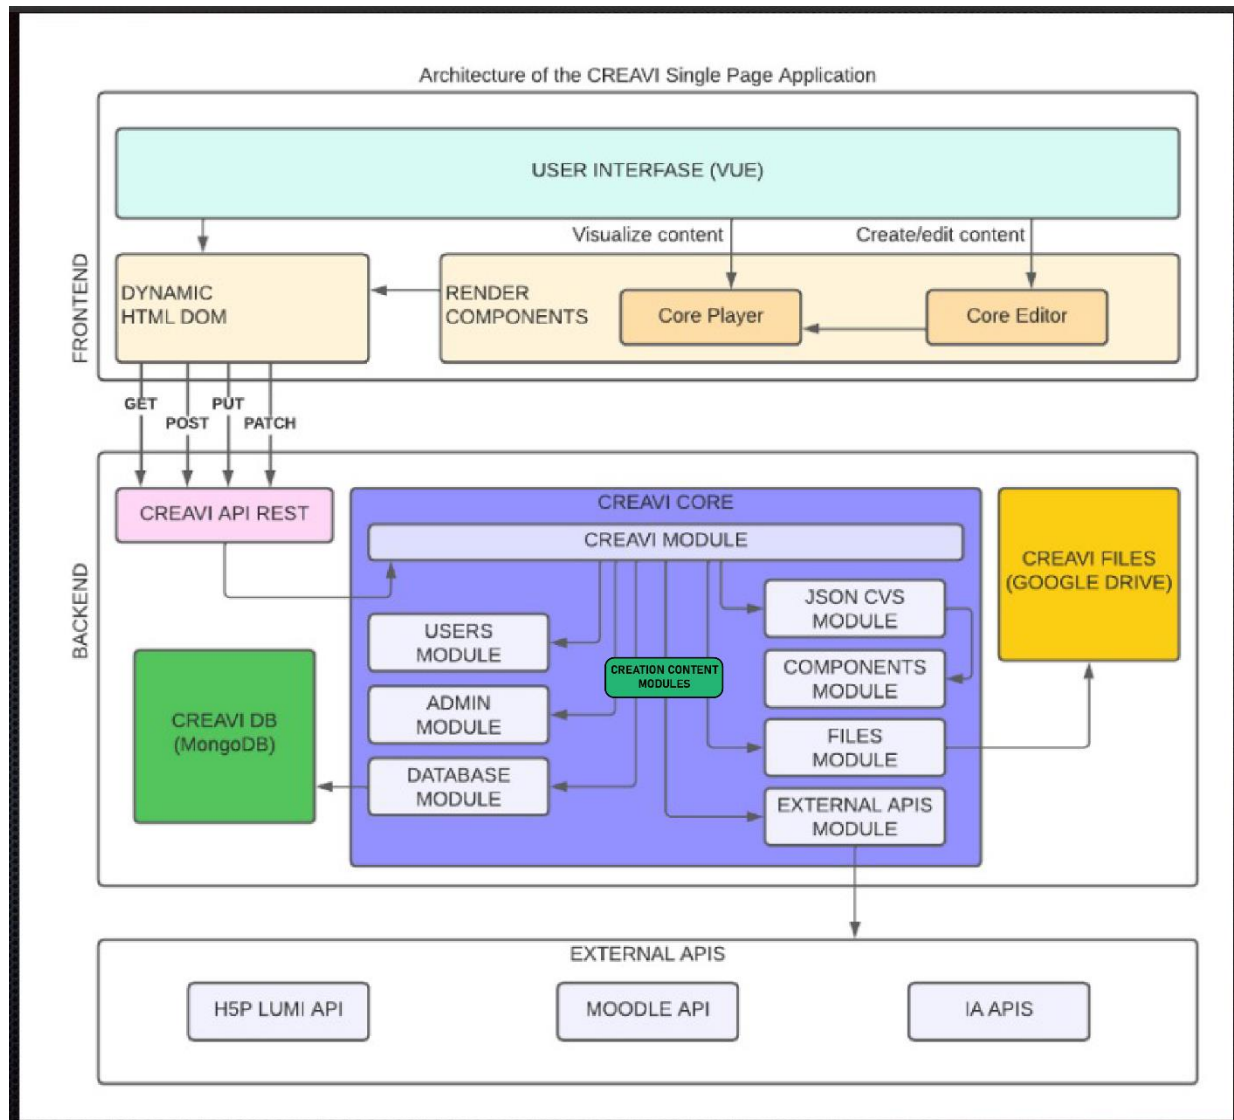 Architecture of the CREAVI Single Page Application
USER INTERFASE (VUE)
Visualize content
Create/edit content
FRONTEND
DYNAMIC
HTML DOM
RENDER
COMPONENTS
Core Player
Core Editor
GET
POST
PUT
PATCH
BACKEND
CREAVI API REST
CREAVI CORE
CREAVI MODULE
USERS
MODULE
ADMIN
MODULE
DATABASE
MODULE
CREATION CONTENT
MODULES
JSON CVS
MODULE
COMPONENTS
MODULE
FILES
MODULE
EXTERNAL APIS
MODULE
CREAVI FILES
(GOOGLE DRIVE)
CREAVI DB
(MongoDB)
EXTERNAL APIS
H5P LUMI API
MOODLE API
IA APIS